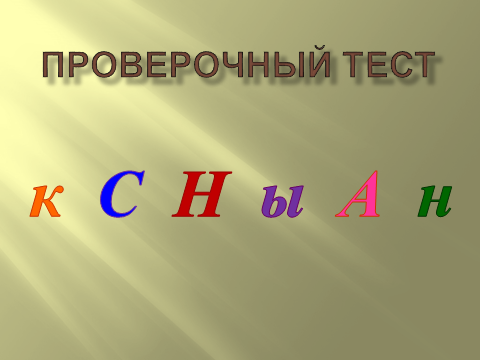 ПРОВЕРОЧНЫЙ ТЕСТ
к С Н ы А н